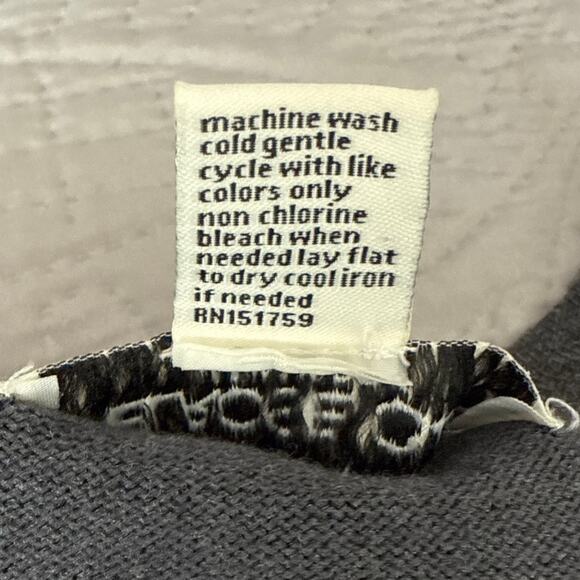 machine wash
cold gentle
cycle with like
colors only
non chlorine
bleach when
needed lay flat
to dry cool iron
if needed
RN151759